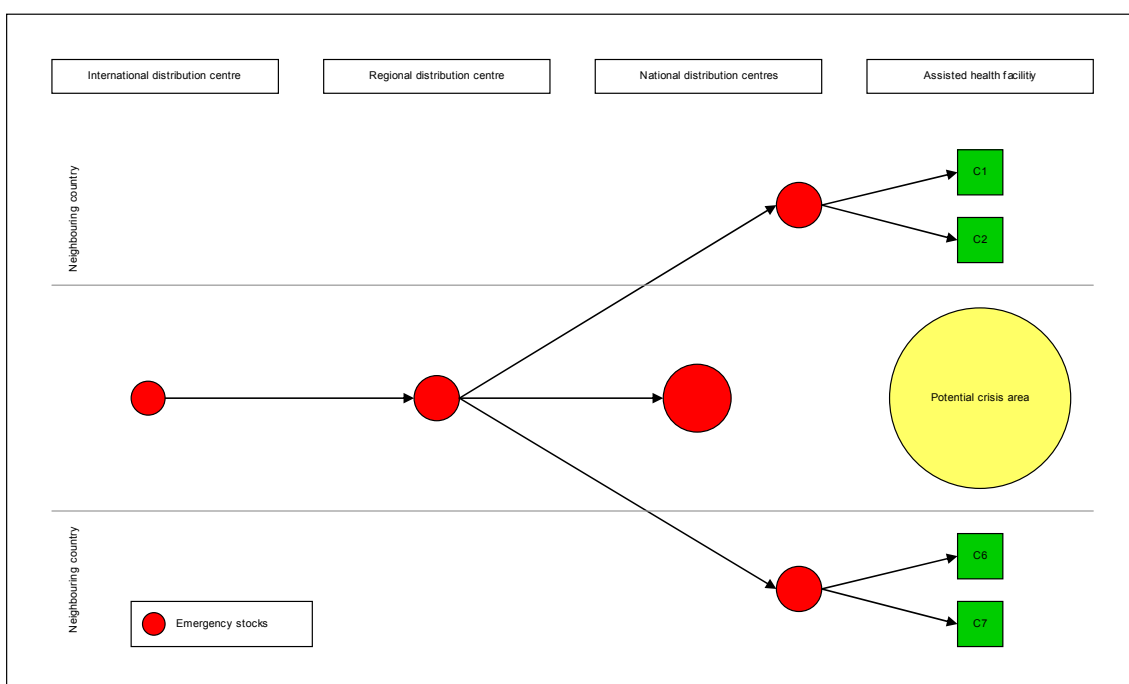 International distribution centre
Regional distribution centre
National distribution centres
Assisted health facilitiy
Neighbouring country
C1
C2
Potential crisis area
Neighbouring country
C6
C7
Emergency stocks